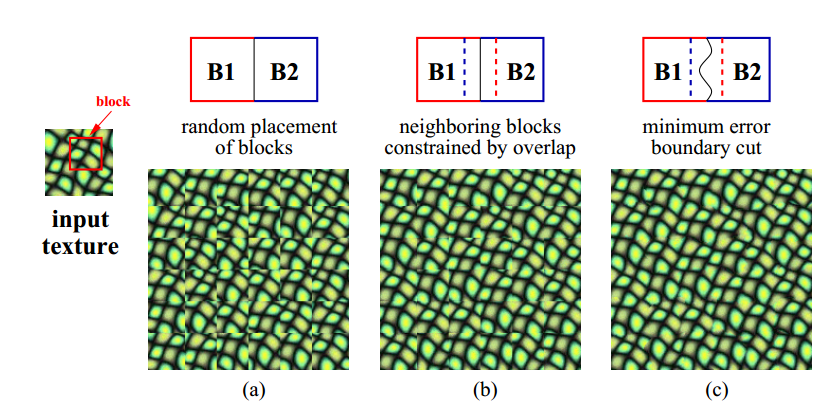 block
input
texture
B1 B2
random placement
of blocks
(a)
B1 B2
neighboring blocks
constrained by overlap
(b)
B1 B2
minimum error
boundary cut
(c)